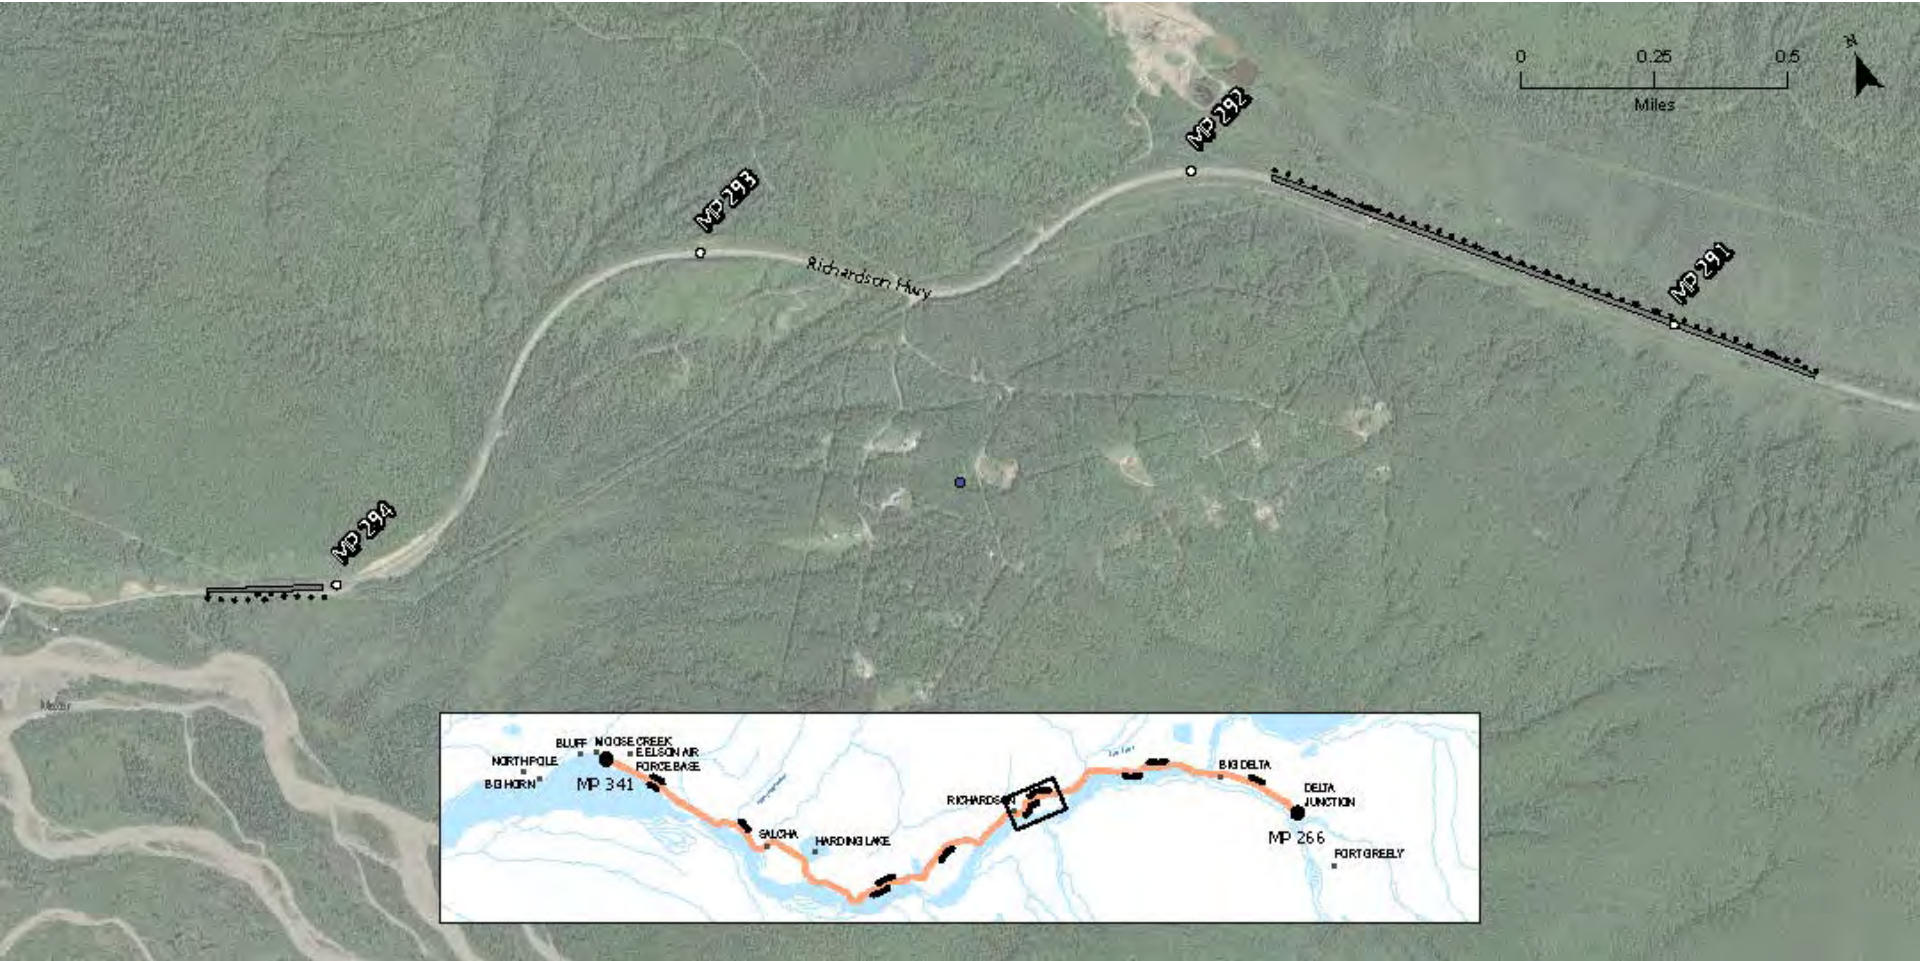 N
0 0.25 0.5
Miles
MP 292
MP 293
MP 291
Richardson Hwy
MP 294
Maxar
BLUFF
MOOSE CREEK
EIELSON AIR
FORCE BASE
NORTH POLE
BIG HORN
MP 341
SALCHA
HARDING LAKE
RICHARDSON
BIG DELTA
DELTA
JUNCTION
MP 266
FORT GREELY